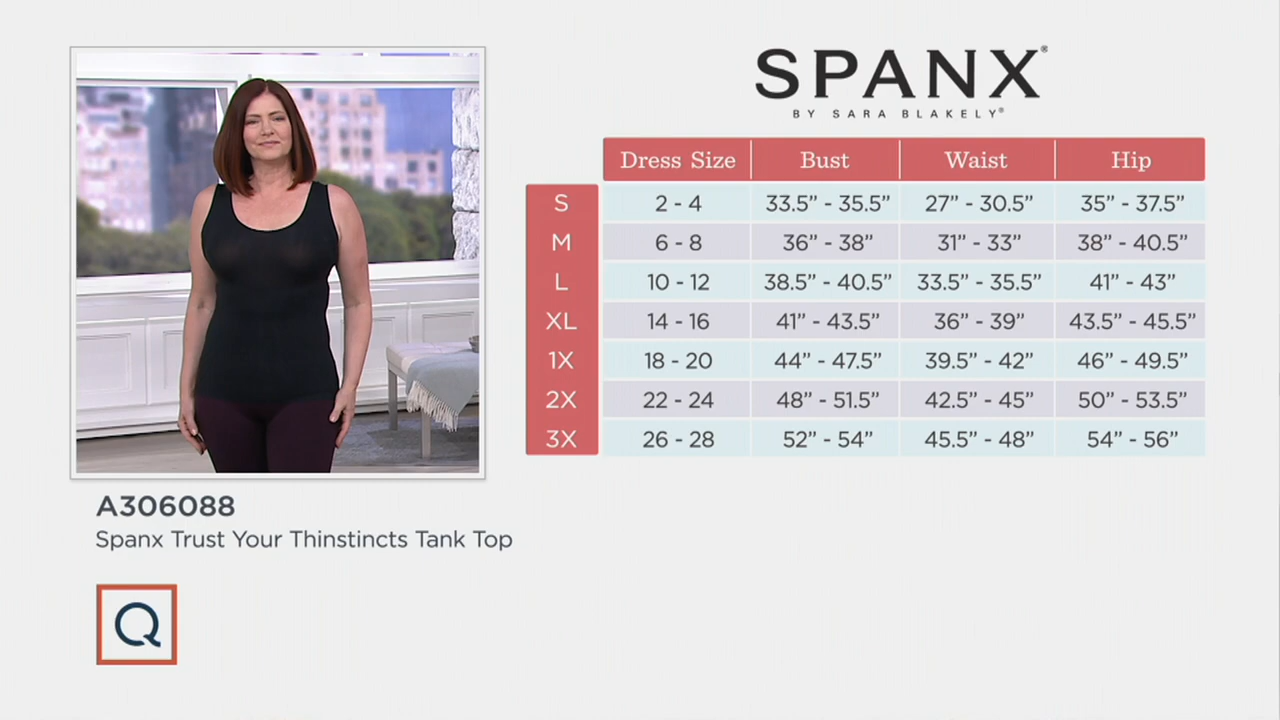 SPANX®
BY SARA BLAKELY®
Dress Size Bust Waist Hip
S 2 - 4 33.5” - 35.5” 27” - 30.5” 35” - 37.5”
M 6 - 8 36” - 38” 31” - 33” 38” - 40.5”
L 10 - 12 38.5” - 40.5” 33.5” - 35.5” 41” - 43”
XL 14 - 16 41” - 43.5” 36” - 39” 43.5” - 45.5”
1X 18 - 20 44” - 47.5” 39.5” - 42” 46” - 49.5”
2X 22 - 24 48” - 51.5” 42.5” - 45” 50” - 53.5”
3X 26 - 28 52” - 54” 45.5” - 48” 54” - 56”
A306088
Spanx Trust Your Thinstincts Tank Top
Q